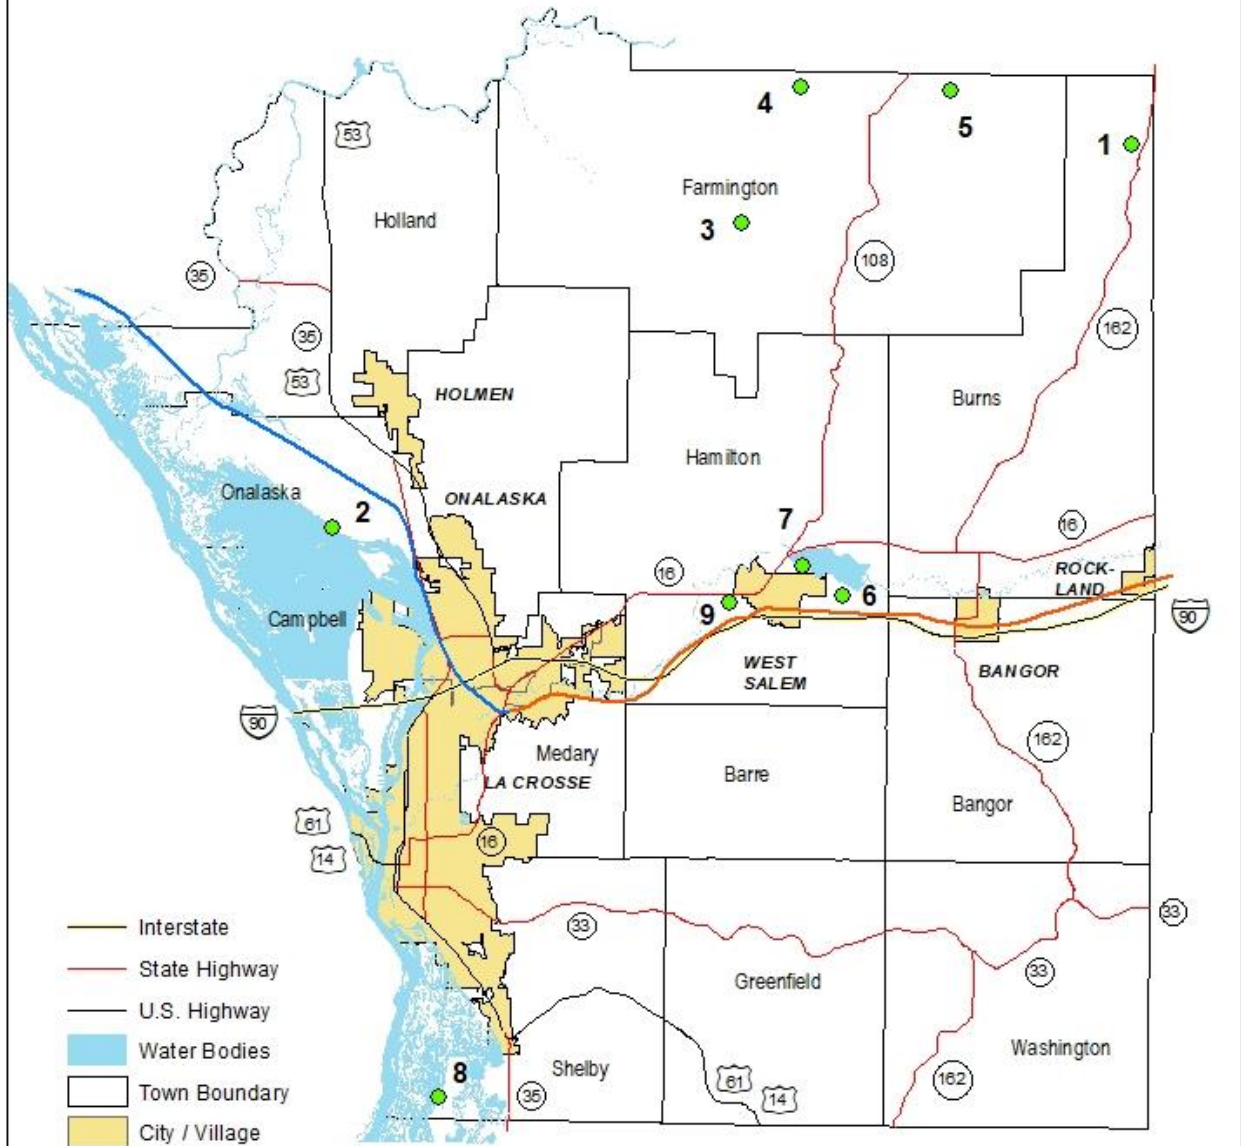 4
5
1
53
Farmington
3
Holland
108
35
162
35
53
HOLMEN
Burns
Hamilton
Onalaska
2
ONALASKA
7
16
16
ROCK-
LAND
9
6
Campbell
90
WEST
SALEM
BANGOR
90
162
Medary
Barre
LA CROSSE
Bangor
61
14
16
33
33
Interstate
State Highway
33
Greenfield
U.S. Highway
Water Bodies
Washington
Shelby
8
61
162
Town Boundary
35
14
City / Village